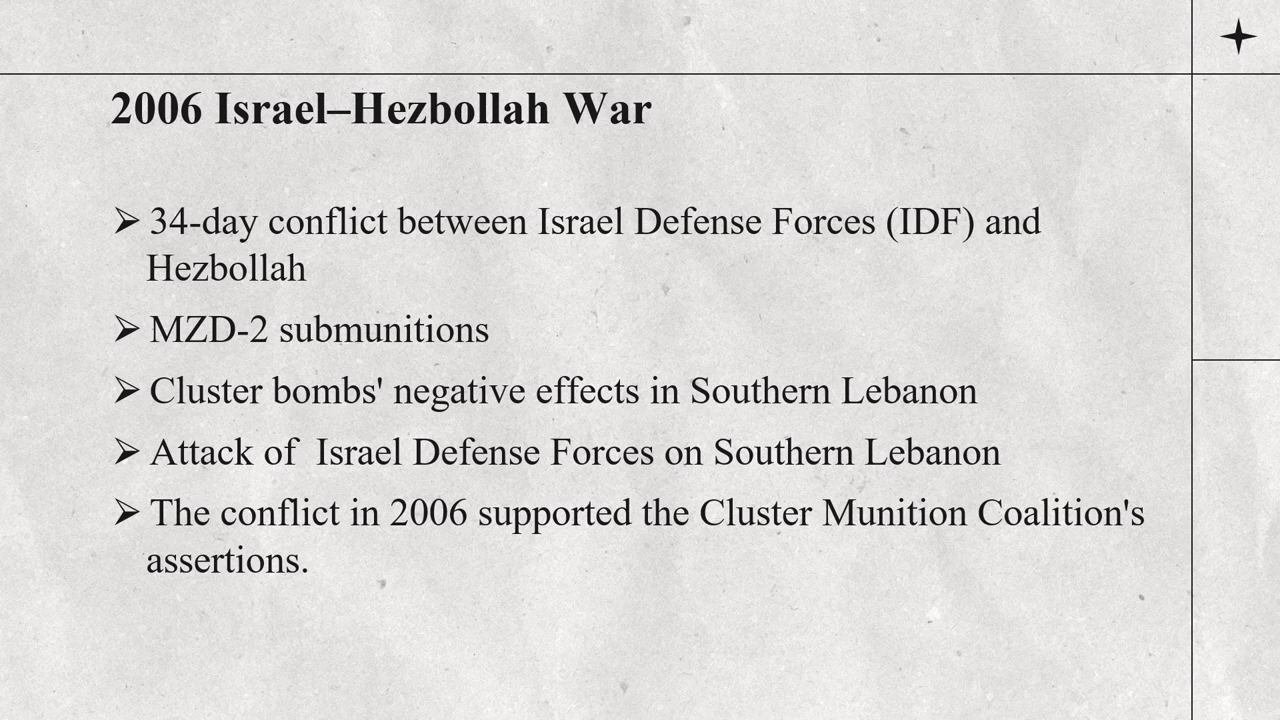 2006 Israel–Hezbollah War
➢ 34-day conflict between Israel Defense Forces (IDF) and
Hezbollah
➢ MZD-2 submunitions
➢ Cluster bombs' negative effects in Southern Lebanon
➢ Attack of  Israel Defense Forces on Southern Lebanon
➢ The conflict in 2006 supported the Cluster Munition Coalition's
assertions.